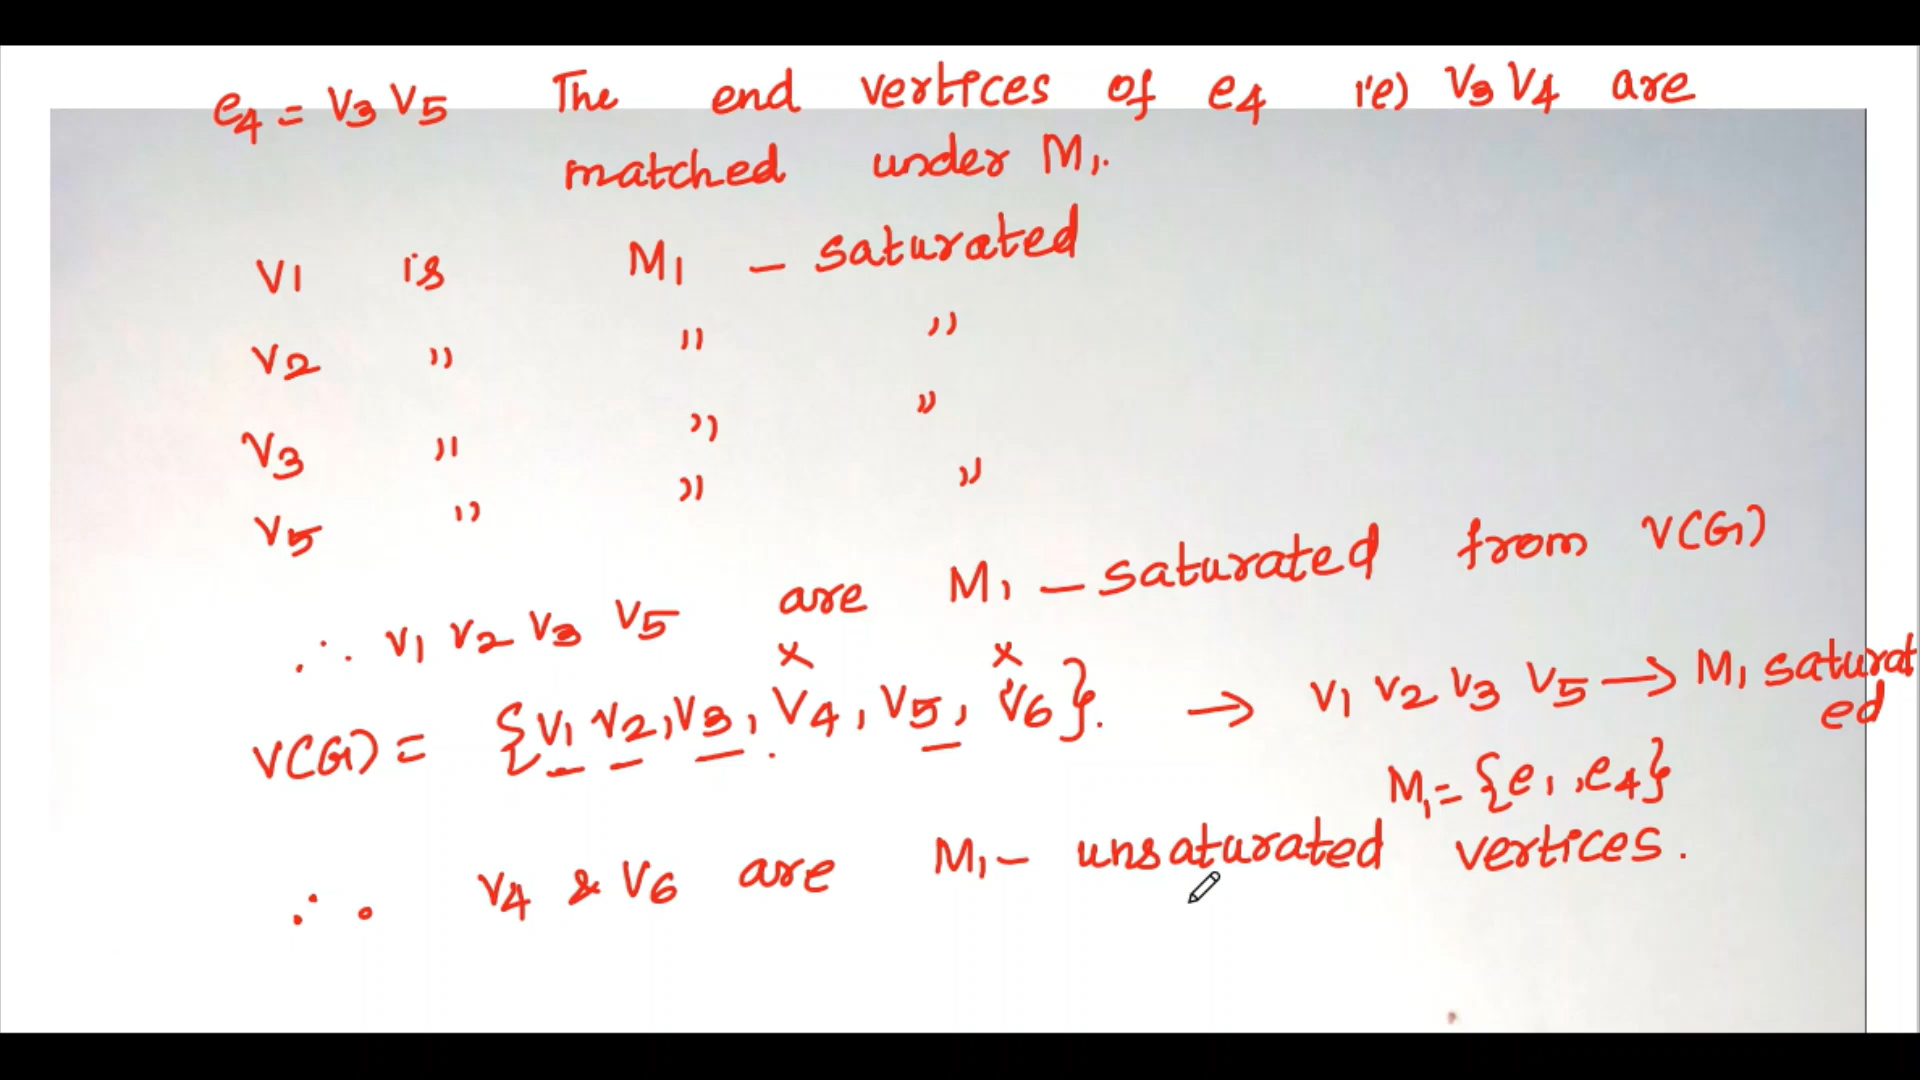 e4 = V3 V5 The end vertices of e4 i'e) V3 V4 are
matched under M1.
V1 is M1 - saturated
V2 " " "
V3 " " "
V5 " " "
∴ V1 V2 V3 V5 are M1 - saturated from V(G)
x x
V(G) = {V1 V2, V3, V4, V5, V6}. → V1 V2 V3 V5 → M1 saturat
ed
M1 = {e1, e4}
∴ V4 & V6 are M1 - unsaturated vertices.